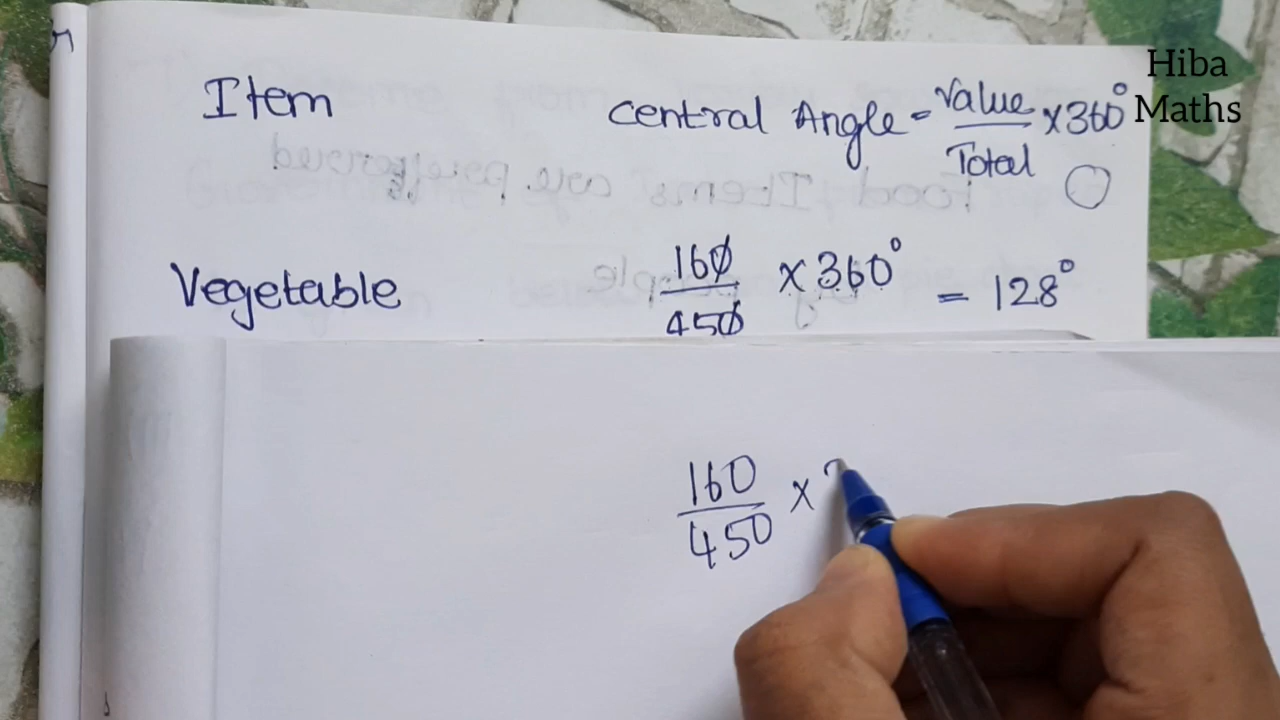 Hiba
Maths
Item Central Angle = Value / Total × 360°
Vegetable 160 / 450 × 360° = 128°
160 / 450 ×